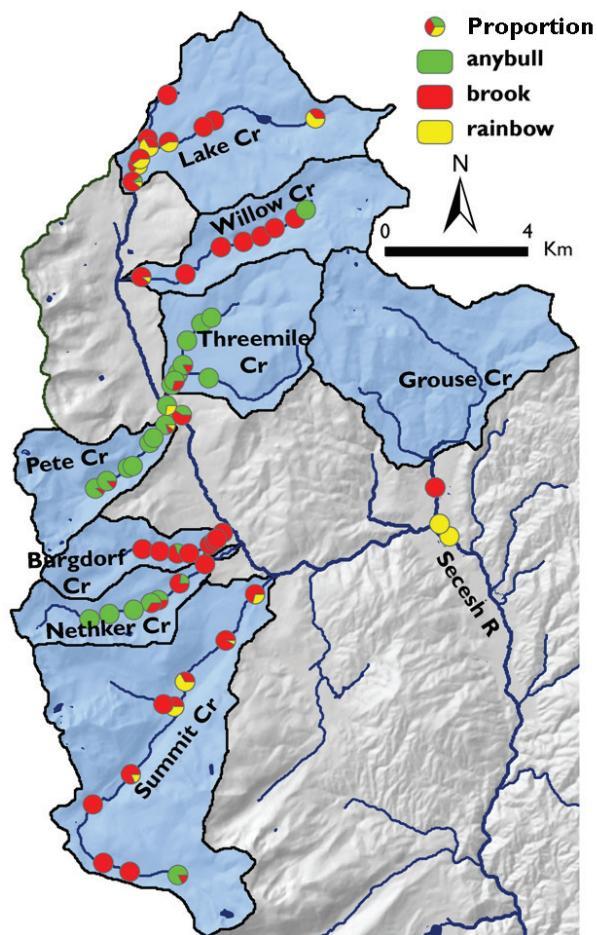 Proportion
anybull
brook
rainbow
N
0 4
Km
Lake Cr
Willow Cr
Threemile
Cr
Grouse Cr
Pete Cr
Burgdorf
Cr
Nethker Cr
Secesh R
Summit Cr